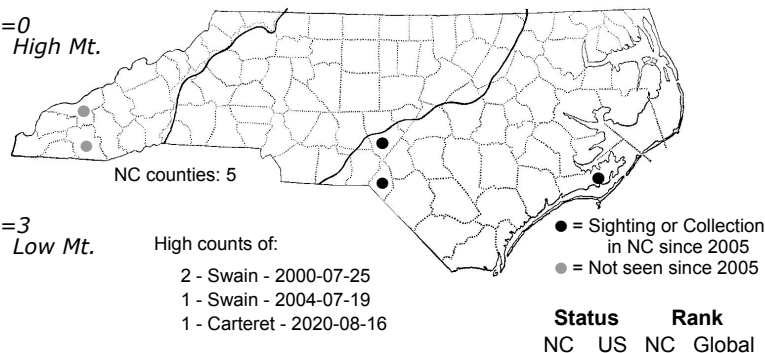 =0
High Mt.
NC counties: 5
=3
Low Mt.
High counts of:
2 - Swain - 2000-07-25
1 - Swain - 2004-07-19
1 - Carteret - 2020-08-16
= Sighting or Collection
in NC since 2005
= Not seen since 2005
Status Rank
NC US NC Global